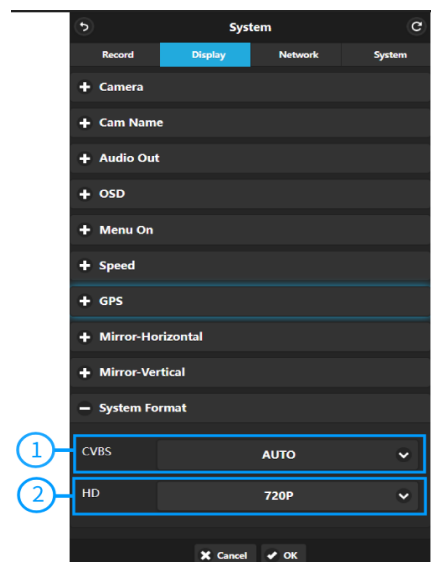 System
Record Display Network System
Camera
Cam Name
Audio Out
OSD
Menu On
Speed
GPS
Mirror-Horizontal
Mirror-Vertical
System Format
1 CVBS AUTO
2 HD 720P
Cancel OK